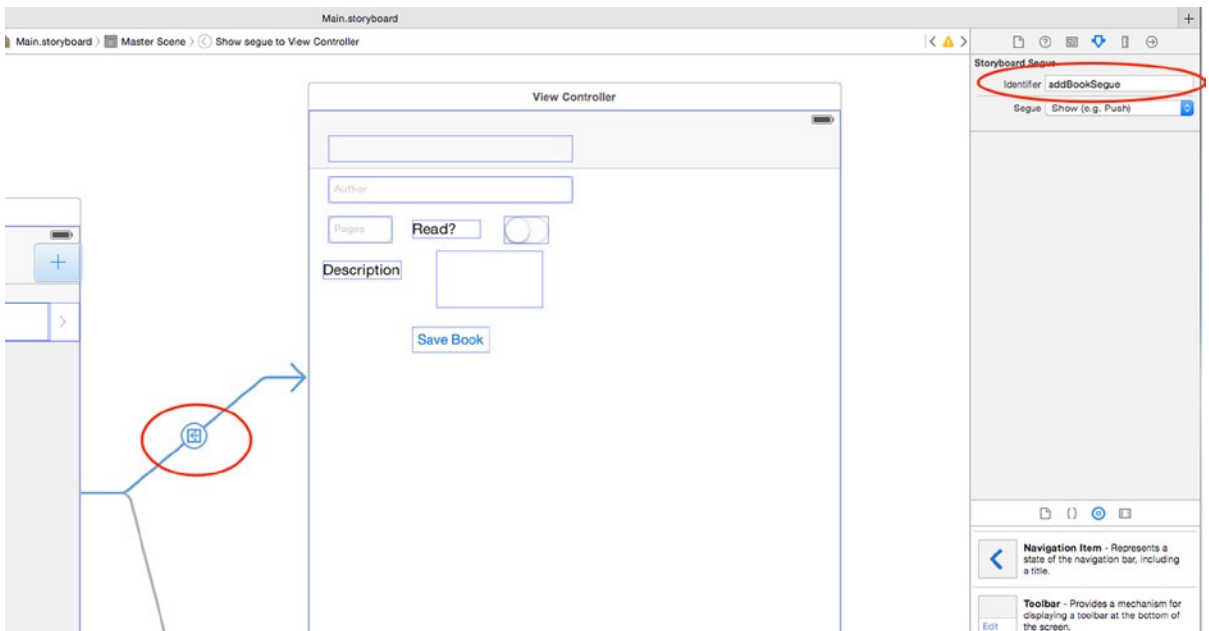 Main.storyboard
+
Main.storyboard Master Scene Show segue to View Controller
Storyboard Segue
Identifier addBookSegue
Segue Show (e.g. Push)
View Controller
Author
Pages Read?
Description
Save Book
+
Navigation Item - Represents a
state of the navigation bar, including
a title.
Toolbar - Provides a mechanism for
displaying a toolbar at the bottom of
the screen.
Edit